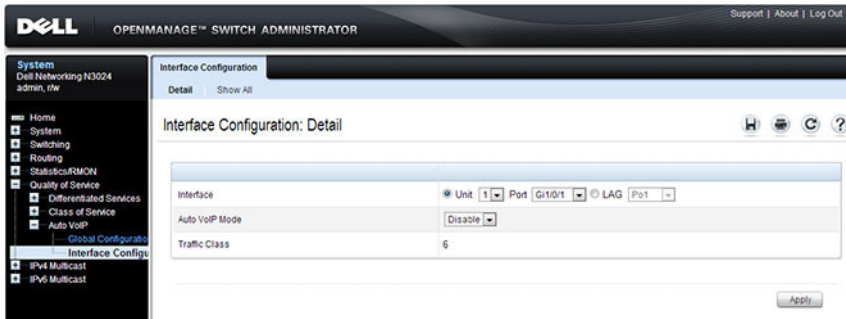 Support | About | Log Out
DELL OPENMANAGE™ SWITCH ADMINISTRATOR
System
Dell Networking N3024
admin, r/w
Home
System
Switching
Routing
Statistics/RMON
Quality of Service
Differentiated Services
Class of Service
Auto VoIP
Global Configuratio
Interface Configu
IPv4 Multicast
IPv6 Multicast
Interface Configuration
Detail Show All
Interface Configuration: Detail
Interface Unit 1 Port Gi1/0/1 LAG Po1
Auto VoIP Mode Disable
Traffic Class 6
Apply